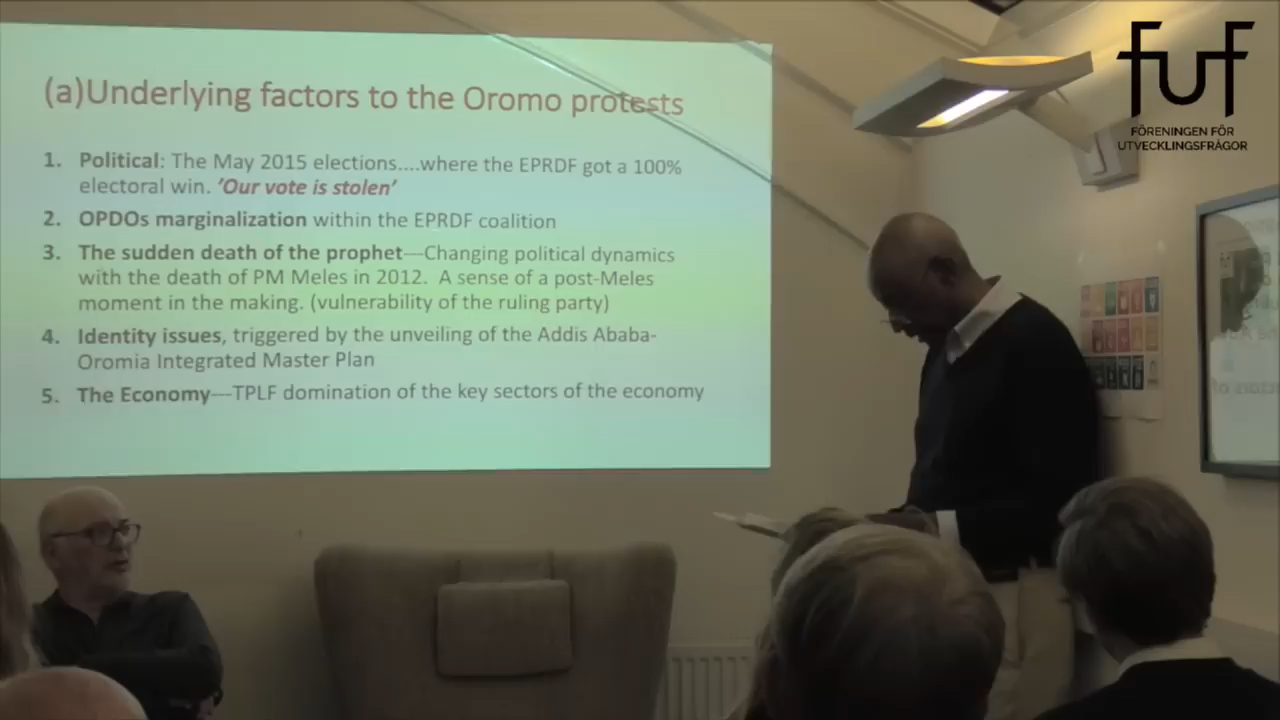 (a)Underlying factors to the Oromo protests
1. Political: The May 2015 elections....where the EPRDF got a 100%
electoral win. 'Our vote is stolen'
2. OPDOs marginalization within the EPRDF coalition
3. The sudden death of the prophet—Changing political dynamics
with the death of PM Meles in 2012. A sense of a post-Meles
moment in the making. (vulnerability of the ruling party)
4. Identity issues, triggered by the unveiling of the Addis Ababa-
Oromia Integrated Master Plan
5. The Economy—TPLF domination of the key sectors of the economy
fuf
FÖRENINGEN FÖR
UTVECKLINGSFRÅGOR